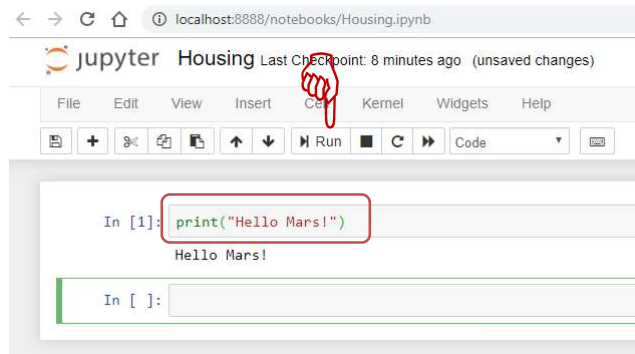 localhost:8888/notebooks/Housing.ipynb
jupyter Housing Last Checkpoint: 8 minutes ago (unsaved changes)
File Edit View Insert Cell Kernel Widgets Help
Run Code
In [1]: print("Hello Mars!")
Hello Mars!
In [ ]: